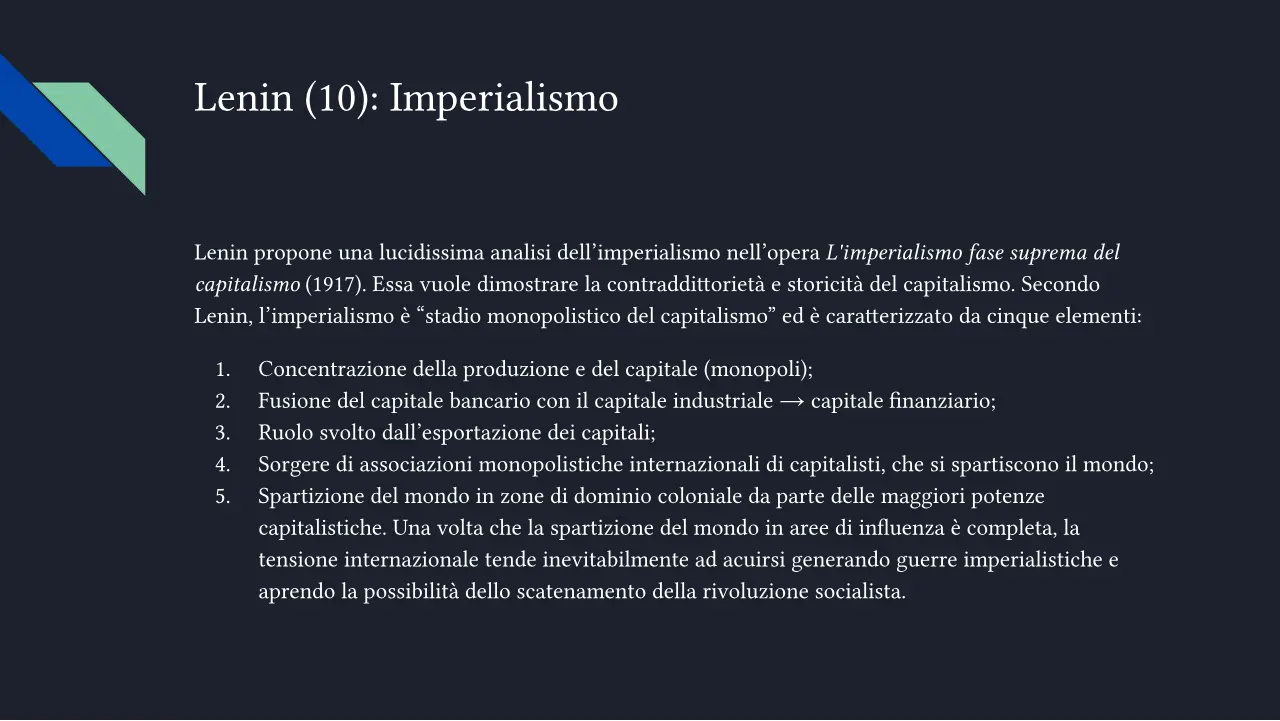 Lenin (10): Imperialismo
Lenin propone una lucidissima analisi dell’imperialismo nell’opera L'imperialismo fase suprema del
capitalismo (1917). Essa vuole dimostrare la contraddittorietà e storicità del capitalismo. Secondo
Lenin, l’imperialismo è “stadio monopolistico del capitalismo” ed è caratterizzato da cinque elementi:
1. Concentrazione della produzione e del capitale (monopoli);
2. Fusione del capitale bancario con il capitale industriale ⟶ capitale finanziario;
3. Ruolo svolto dall’esportazione dei capitali;
4. Sorgere di associazioni monopolistiche internazionali di capitalisti, che si spartiscono il mondo;
5. Spartizione del mondo in zone di dominio coloniale da parte delle maggiori potenze
capitalistiche. Una volta che la spartizione del mondo in aree di influenza è completa, la
tensione internazionale tende inevitabilmente ad acuirsi generando guerre imperialistiche e
aprendo la possibilità dello scatenamento della rivoluzione socialista.